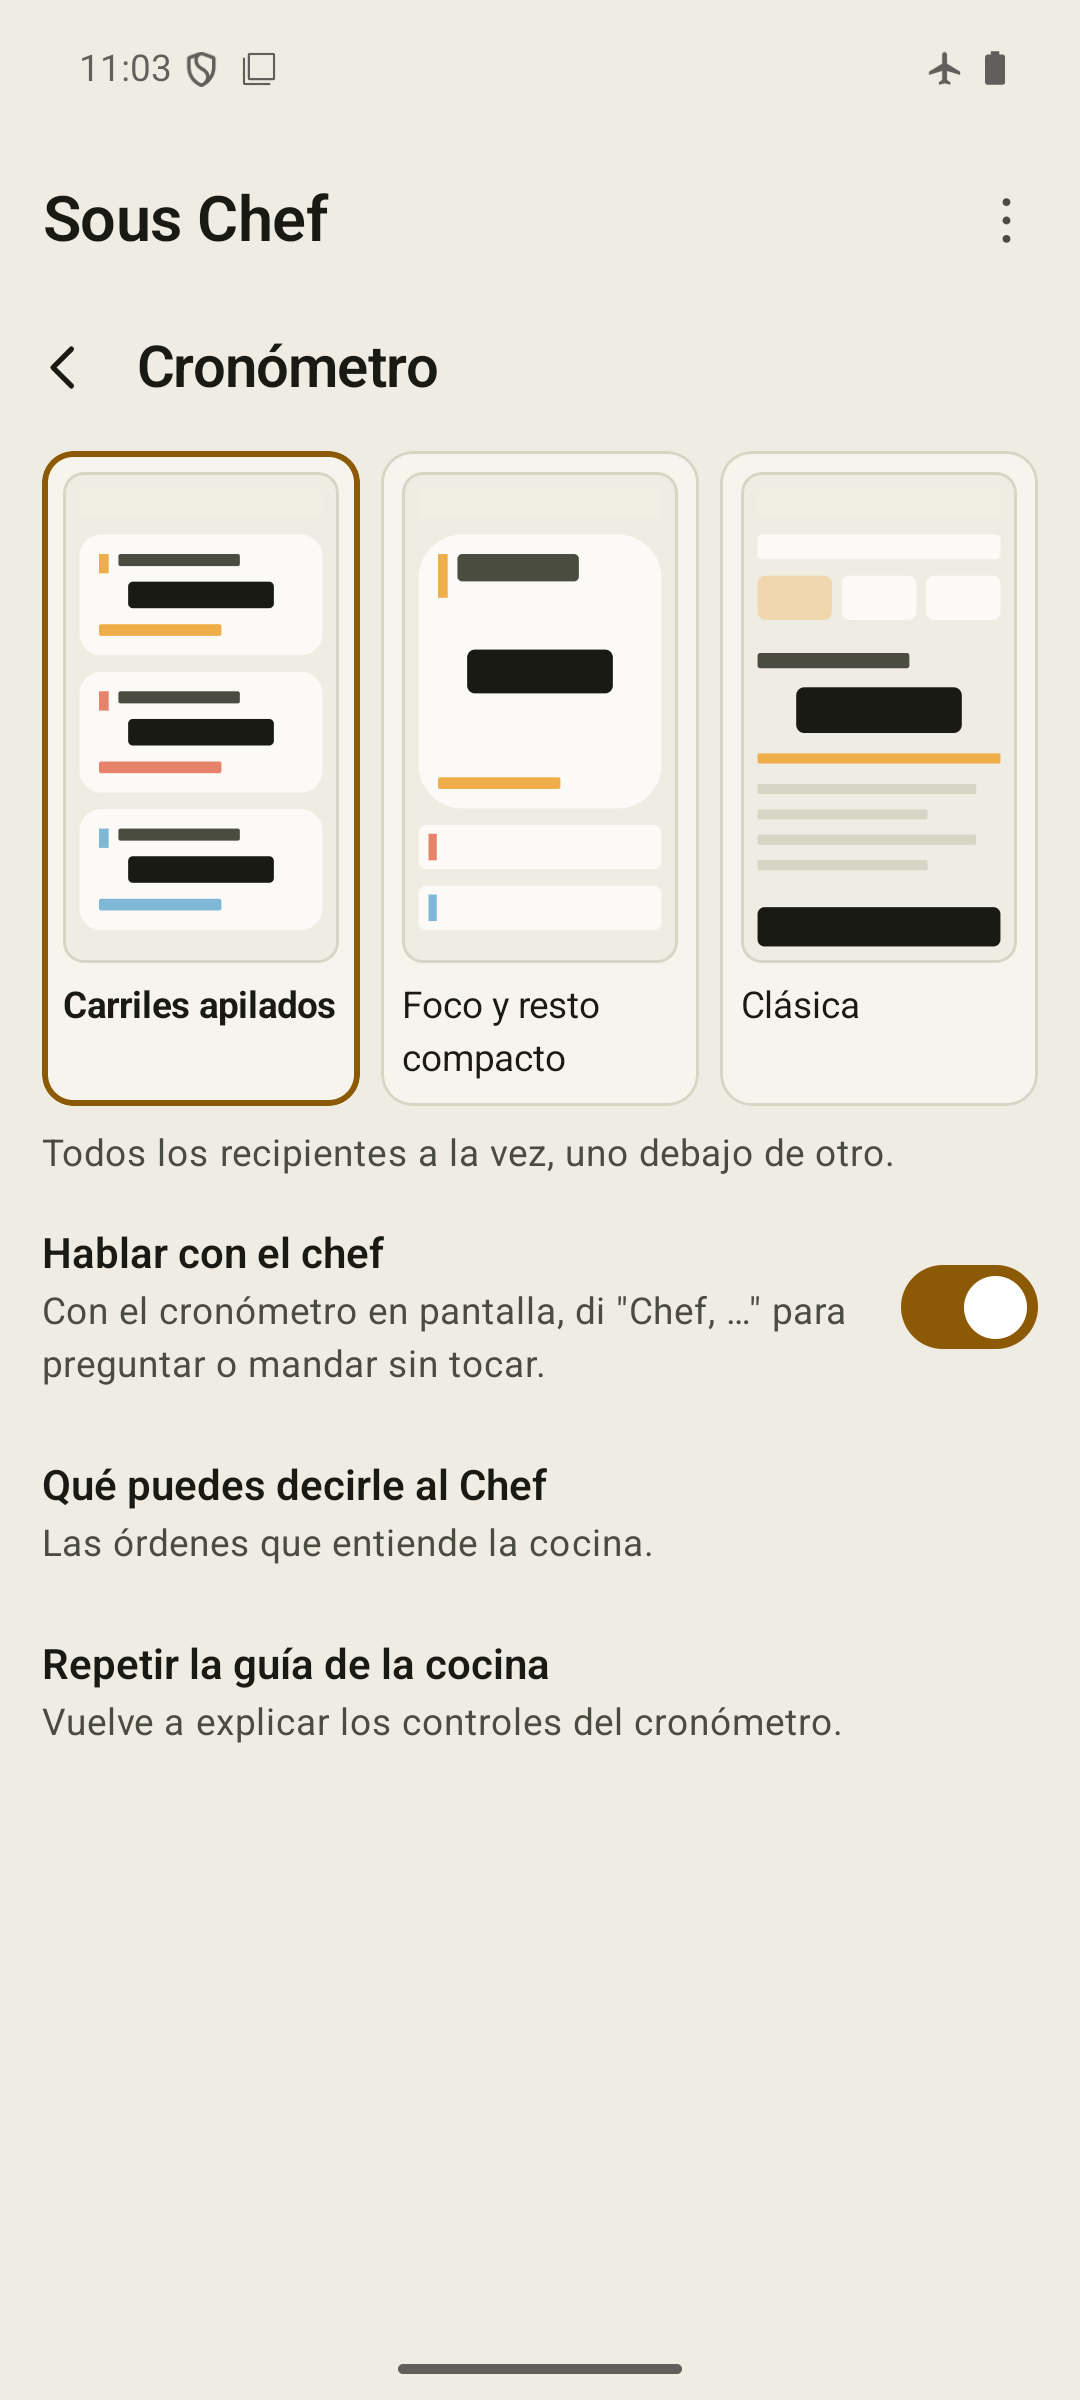 11:03
Sous Chef
Cronómetro
Carriles apilados
Foco y resto
compacto
Clásica
Todos los recipientes a la vez, uno debajo de otro.
Hablar con el chef
Con el cronómetro en pantalla, di "Chef, …" para
preguntar o mandar sin tocar.
Qué puedes decirle al Chef
Las órdenes que entiende la cocina.
Repetir la guía de la cocina
Vuelve a explicar los controles del cronómetro.